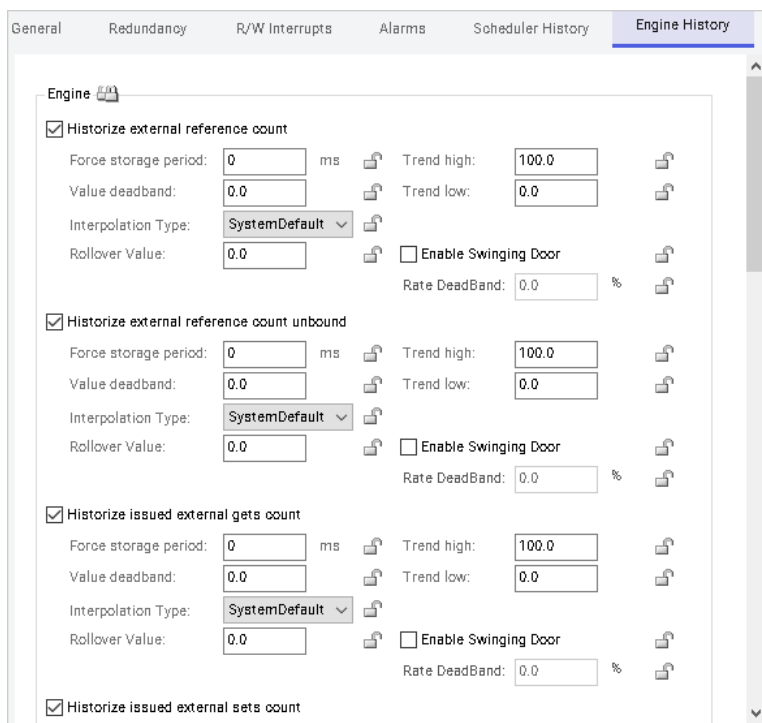 General Redundancy R/W Interrupts Alarms Scheduler History Engine History
Engine
Historize external reference count
Force storage period: 0 ms Trend high: 100.0
Value deadband: 0.0 Trend low: 0.0
Interpolation Type: SystemDefault
Rollover Value: 0.0 Enable Swinging Door
Rate DeadBand: 0.0 %
Historize external reference count unbound
Force storage period: 0 ms Trend high: 100.0
Value deadband: 0.0 Trend low: 0.0
Interpolation Type: SystemDefault
Rollover Value: 0.0 Enable Swinging Door
Rate DeadBand: 0.0 %
Historize issued external gets count
Force storage period: 0 ms Trend high: 100.0
Value deadband: 0.0 Trend low: 0.0
Interpolation Type: SystemDefault
Rollover Value: 0.0 Enable Swinging Door
Rate DeadBand: 0.0 %
Historize issued external sets count